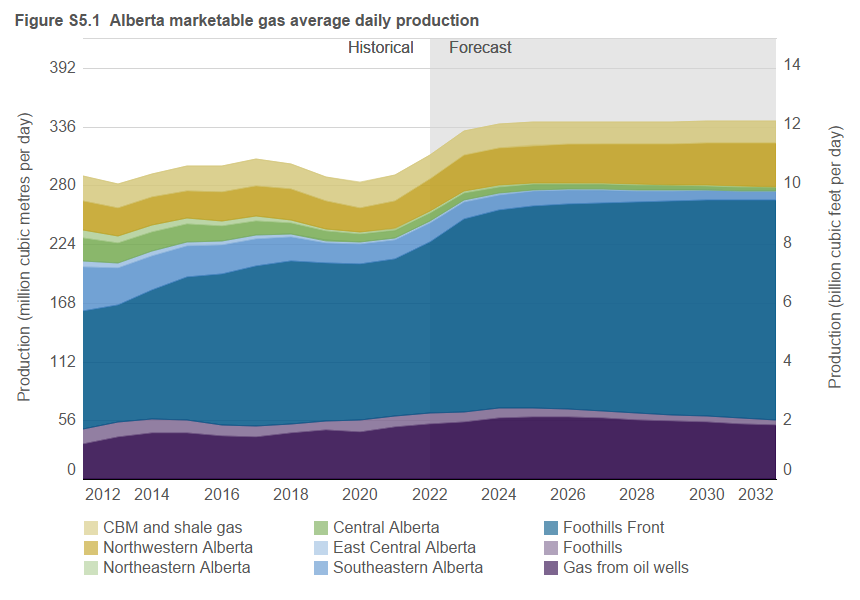 Figure S5.1 Alberta marketable gas average daily production
Historical
Forecast
Production (million cubic metres per day)
392
336
280
224
168
112
56
0
14
12
10
8
6
4
2
0
Production (billion cubic feet per day)
2012 2014 2016 2018 2020 2022 2024 2026 2028 2030 2032
CBM and shale gas
Central Alberta
Foothills Front
Northwestern Alberta
East Central Alberta
Foothills
Northeastern Alberta
Southeastern Alberta
Gas from oil wells